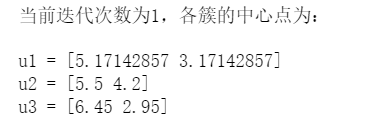 当前迭代次数为1，各簇的中心点为：
u1 = [5.17142857 3.17142857]
u2 = [5.5 4.2]
u3 = [6.45 2.95]